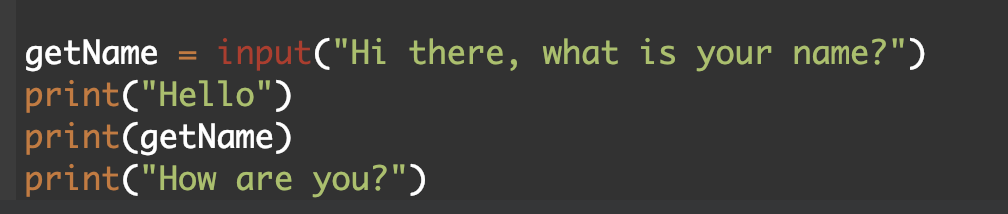 getName = input("Hi there, what is your name?")
print("Hello")
print(getName)
print("How are you?")